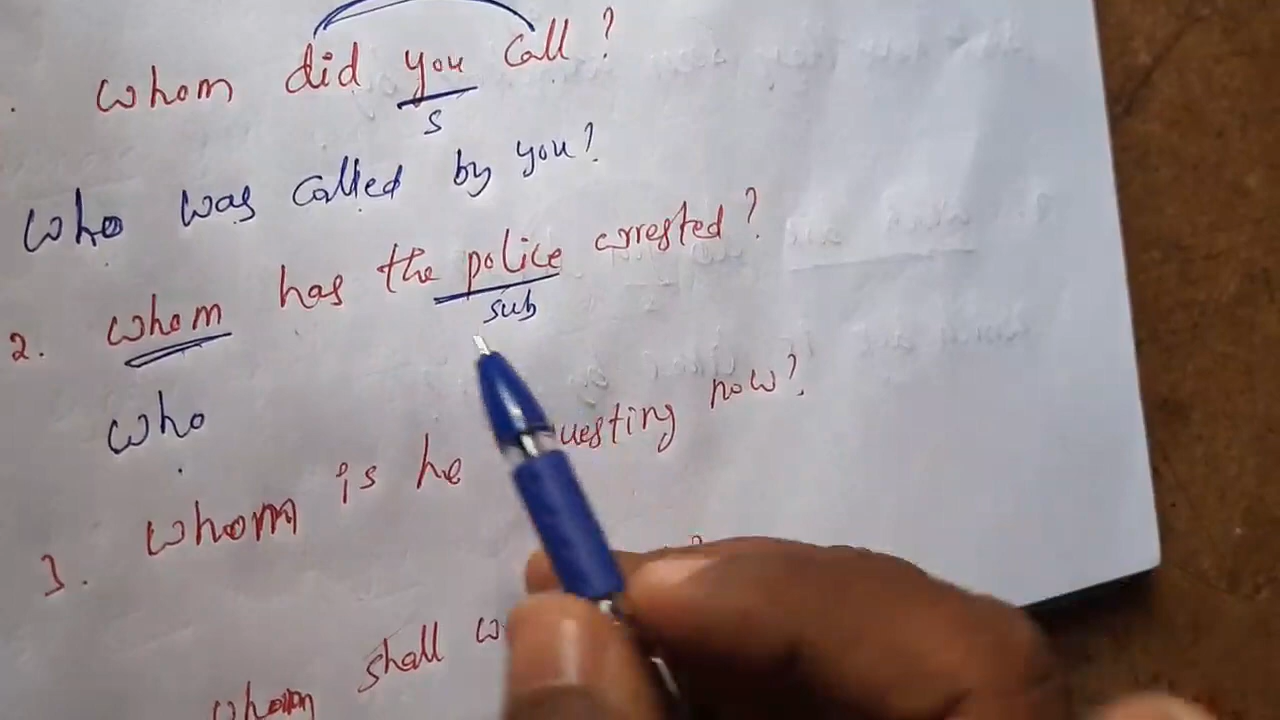 . Whom did you call?
s
Who was called by you?
2. Whom has the police arrested?
sub
Who
3. Whom is he now?
Whom shall